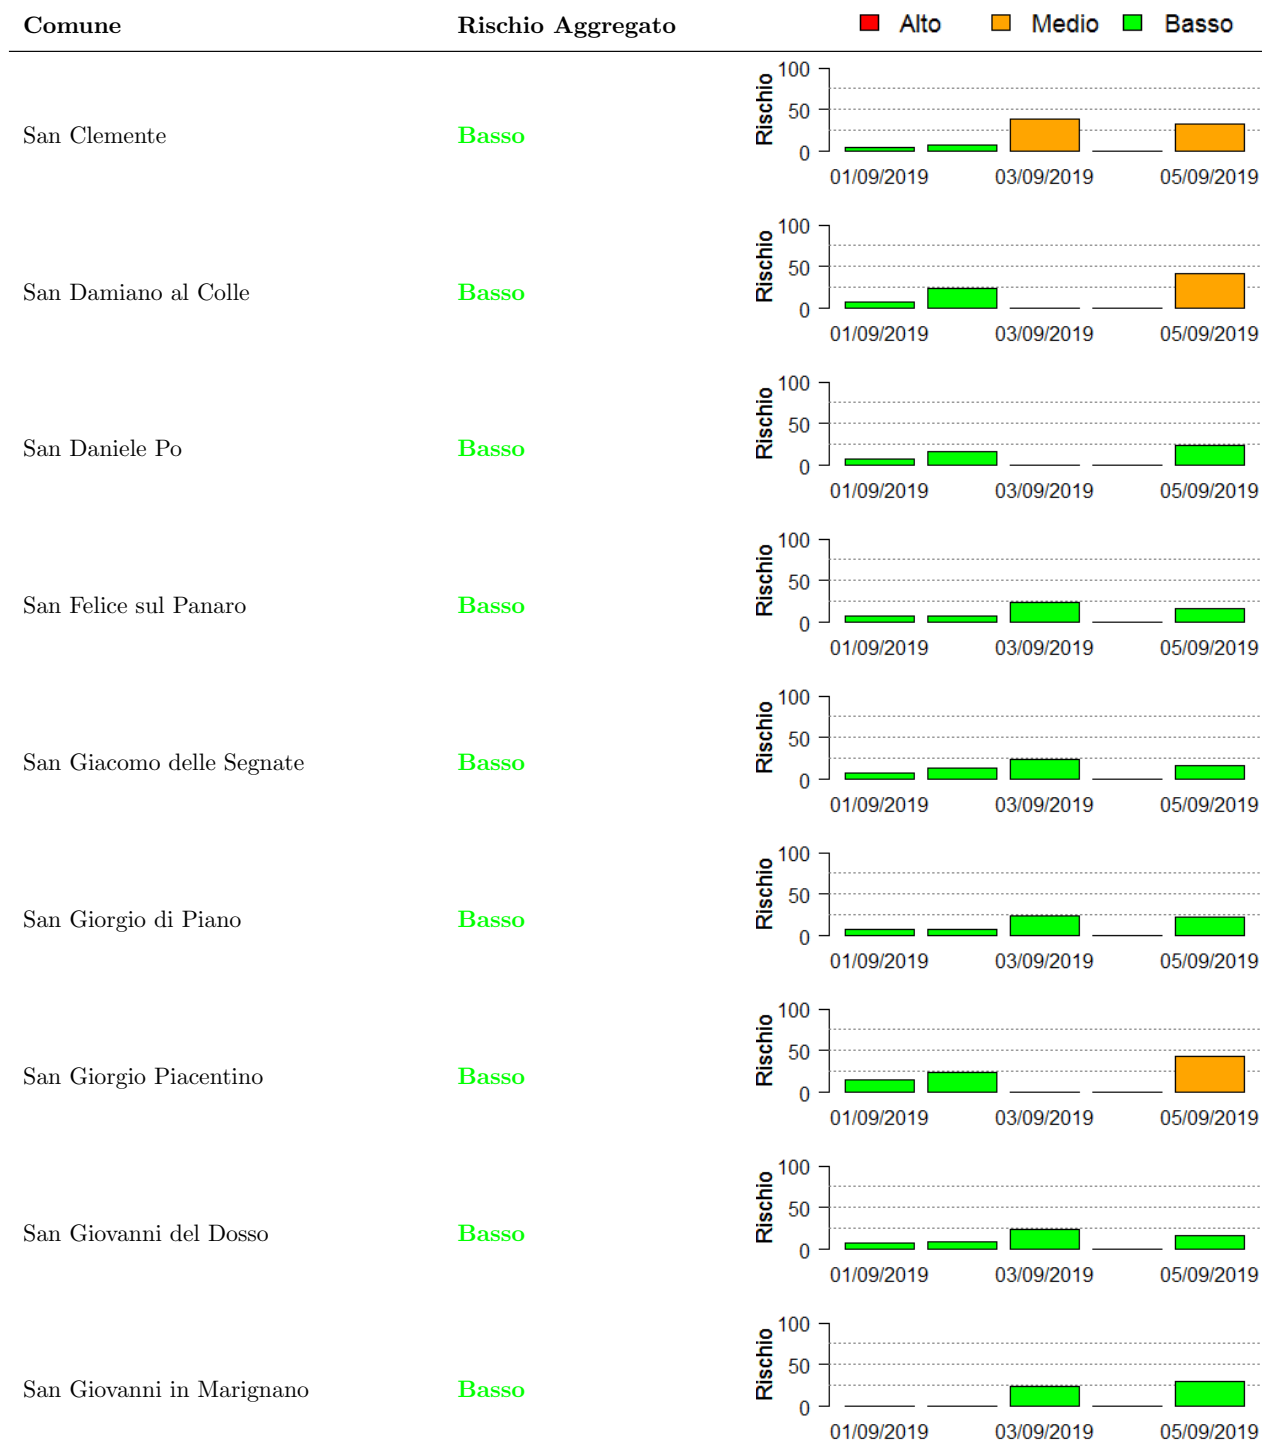 Comune Rischio Aggregato Alto Medio Basso
San Clemente Basso Rischio 100 50 0
01/09/2019 03/09/2019 05/09/2019
San Damiano al Colle Basso Rischio 100 50 0
01/09/2019 03/09/2019 05/09/2019
San Daniele Po Basso Rischio 100 50 0
01/09/2019 03/09/2019 05/09/2019
San Felice sul Panaro Basso Rischio 100 50 0
01/09/2019 03/09/2019 05/09/2019
San Giacomo delle Segnate Basso Rischio 100 50 0
01/09/2019 03/09/2019 05/09/2019
San Giorgio di Piano Basso Rischio 100 50 0
01/09/2019 03/09/2019 05/09/2019
San Giorgio Piacentino Basso Rischio 100 50 0
01/09/2019 03/09/2019 05/09/2019
San Giovanni del Dosso Basso Rischio 100 50 0
01/09/2019 03/09/2019 05/09/2019
San Giovanni in Marignano Basso Rischio 100 50 0
01/09/2019 03/09/2019 05/09/2019